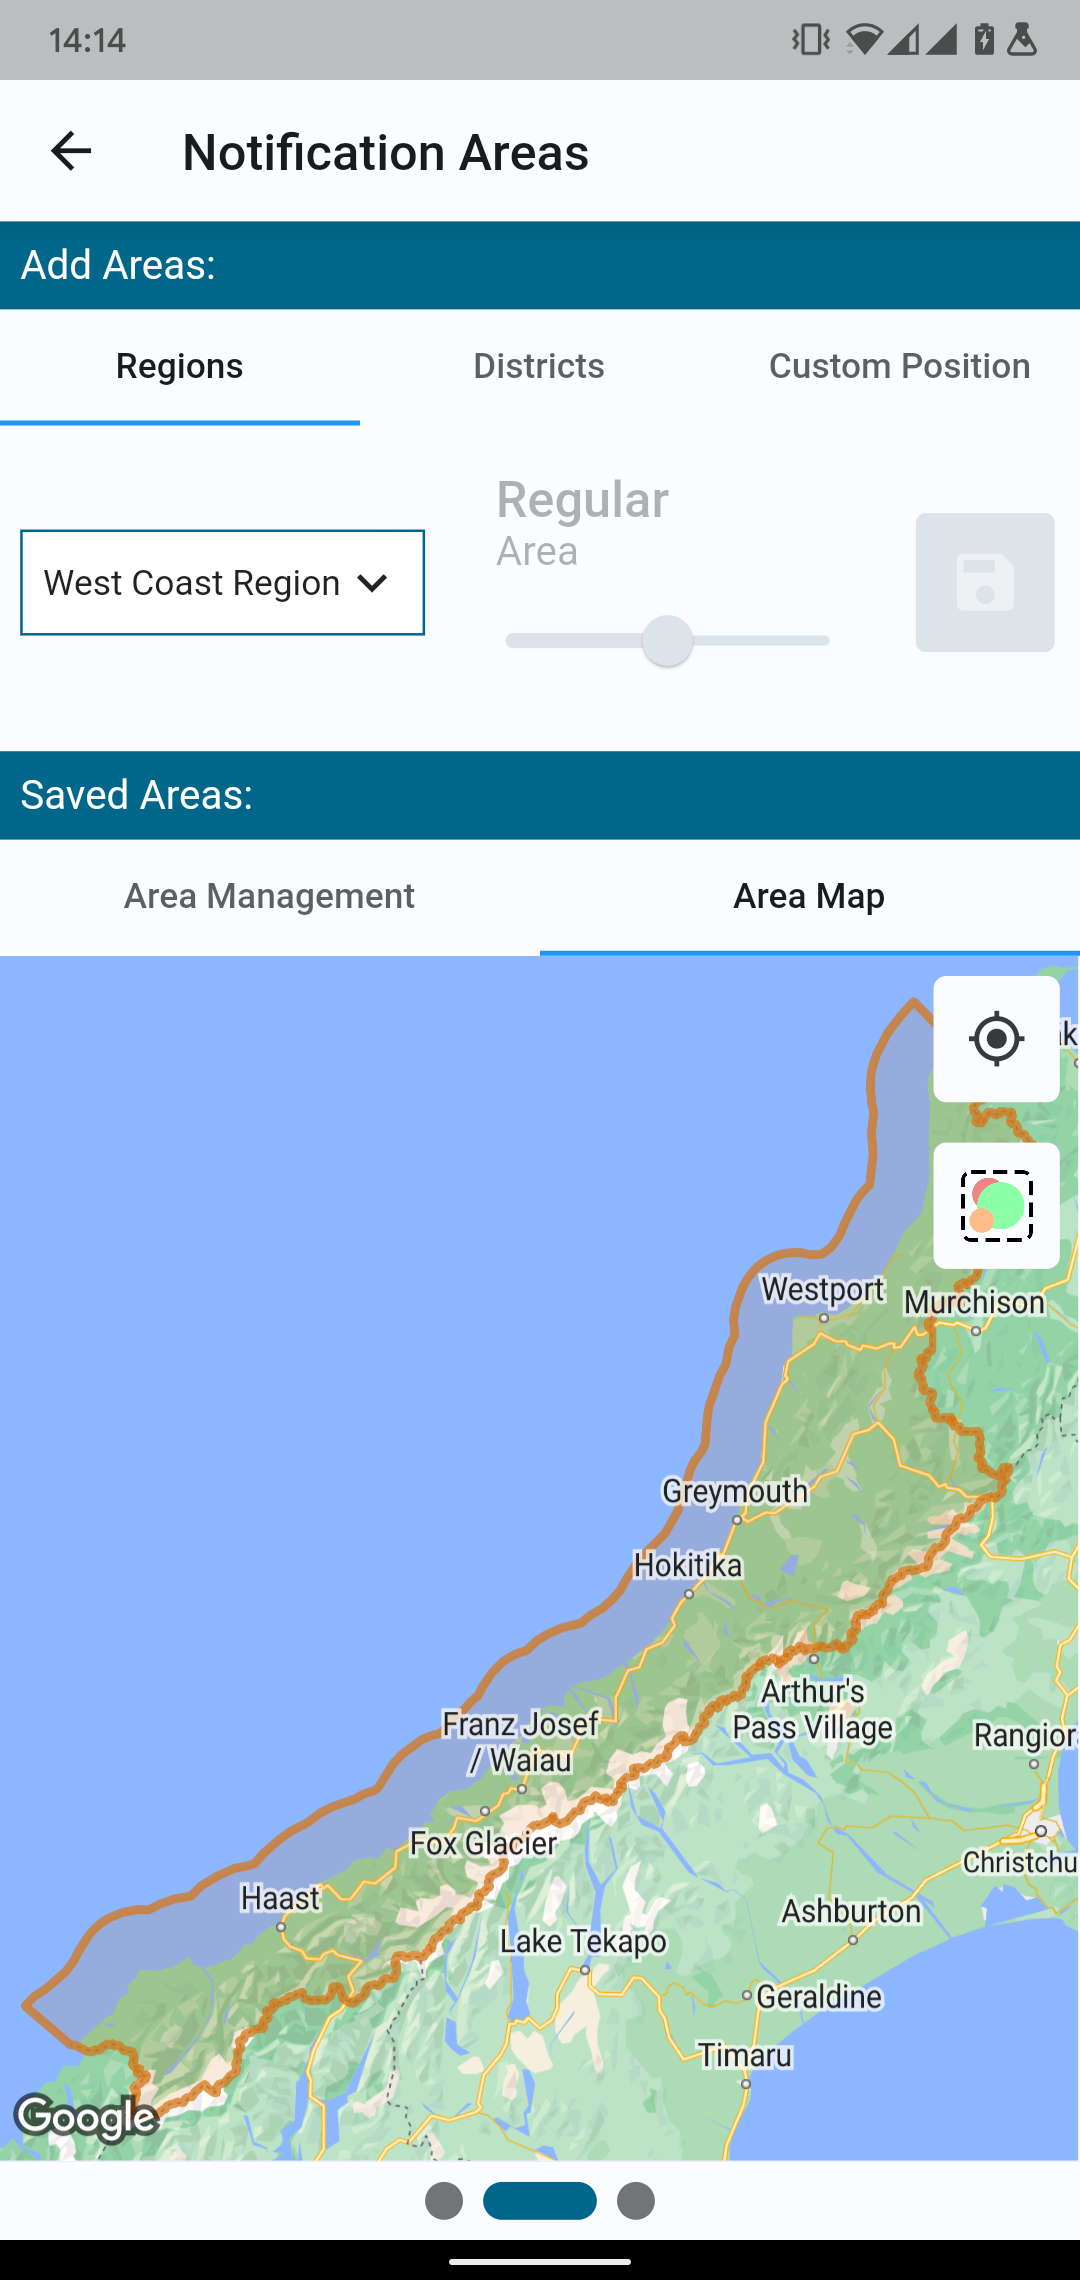 14:14
Notification Areas
Add Areas:
Regions
Districts
Custom Position
Regular
Area
West Coast Region
Saved Areas:
Area Management
Area Map
Westport
Murchison
Greymouth
Hokitika
Arthur's
Pass Village
Franz Josef
/ Waiau
Rangior
Fox Glacier
Christchu
Haast
Ashburton
Lake Tekapo
Geraldine
Timaru
Google